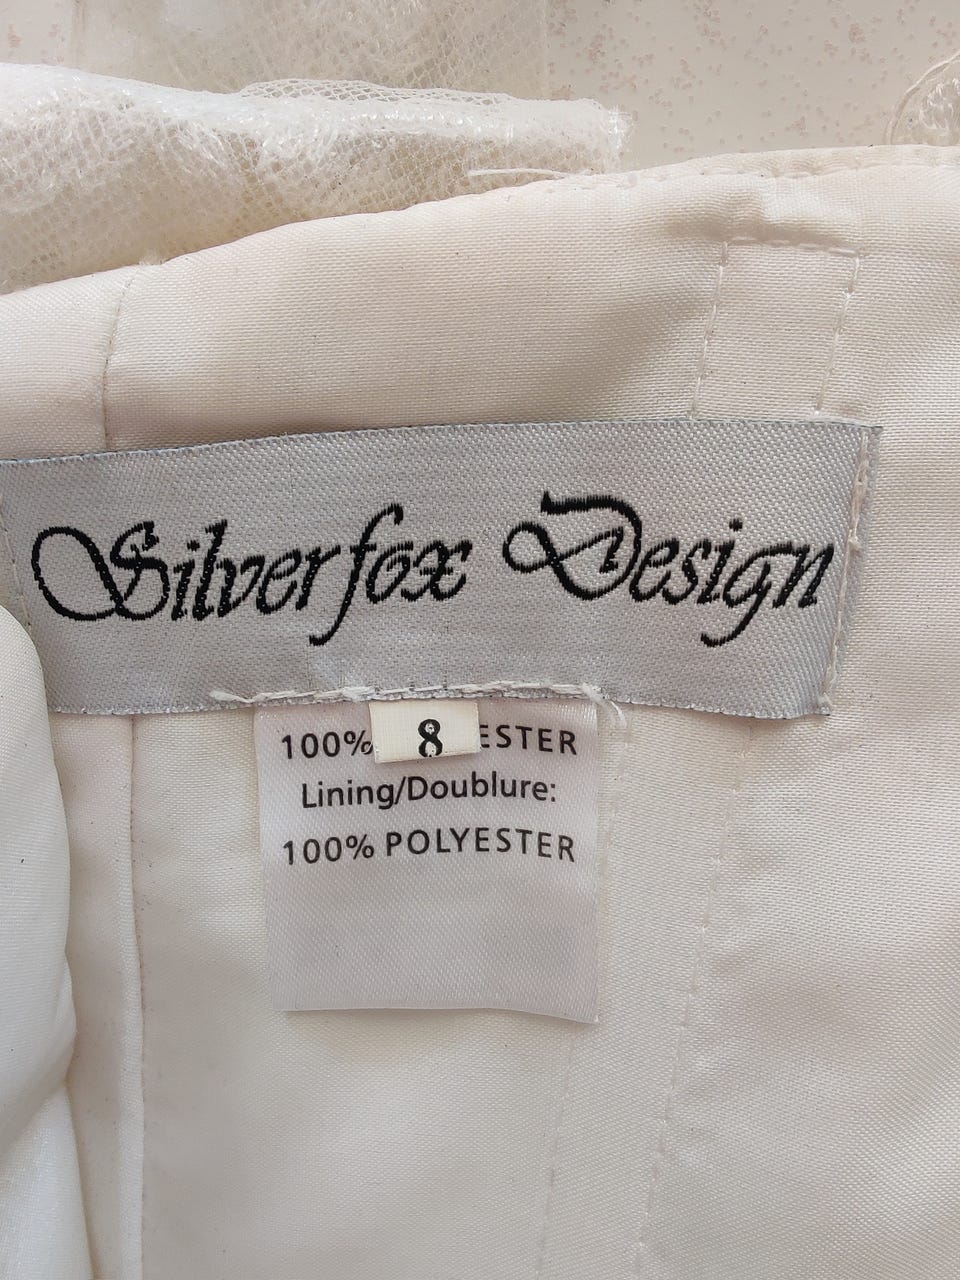 Silverfox Design
8
100% ESTER
Lining/Doublure:
100% POLYESTER